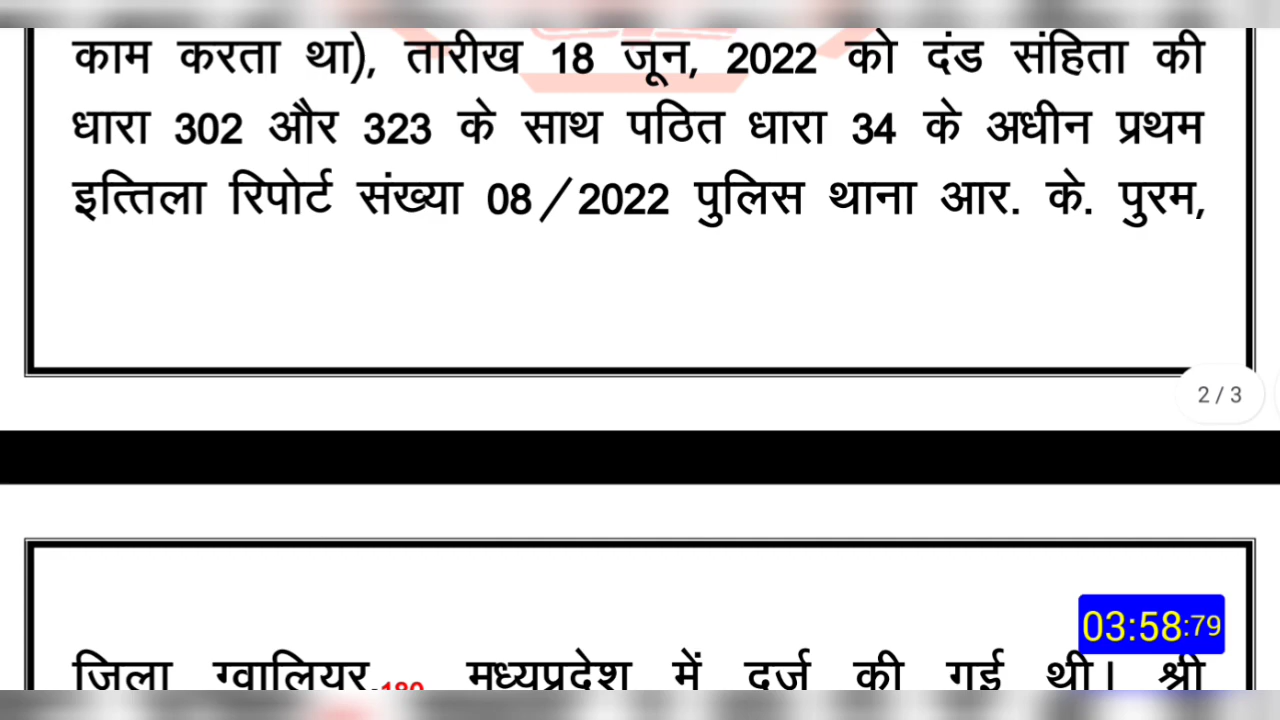 काम करता था), तारीख 18 जून, 2022 को दंड संहिता की
धारा 302 और 323 के साथ पठित धारा 34 के अधीन प्रथम
इत्तिला रिपोर्ट संख्या 08/2022 पुलिस थाना आर. के. पुरम,
2 / 3
03:58:79
जिला ग्वालियर,180 मध्यप्रदेश में दर्ज की गई थी। श्री